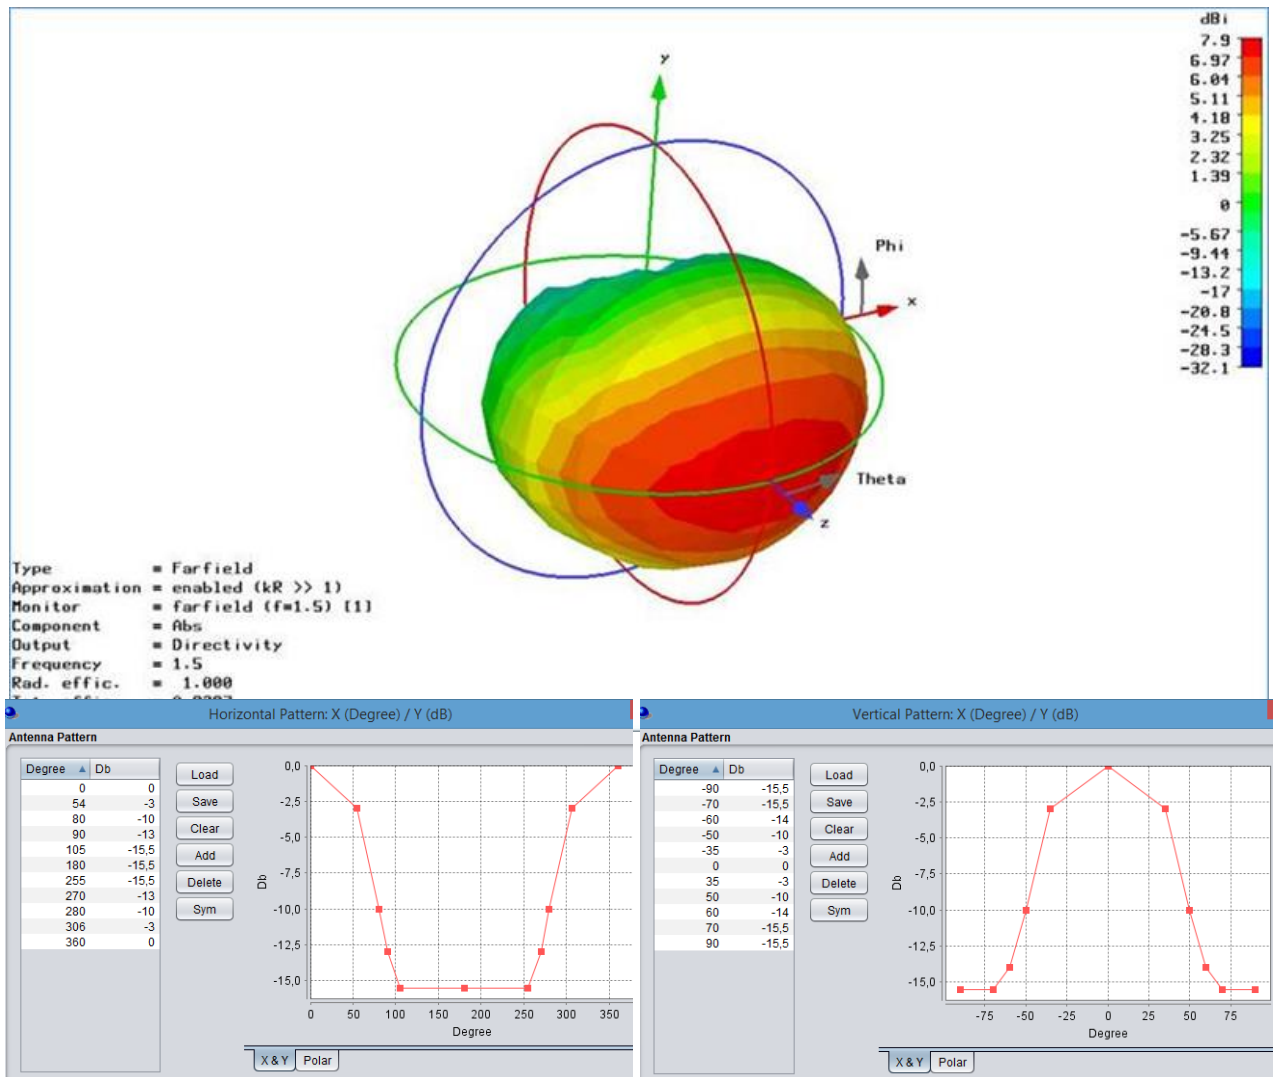 dBi
7.9
6.97
6.04
5.11
4.18
3.25
2.32
1.39
0
-5.67
-9.44
-13.2
-17
-20.8
-24.5
-28.3
-32.1
y
Phi
x
Theta
z
Type = Farfield
Approximation = enabled (kR >> 1)
Monitor = farfield (f=1.5) [1]
Component = Abs
Output = Directivity
Frequency = 1.5
Rad. effic. = 1.000
Horizontal Pattern: X (Degree) / Y (dB)
Antenna Pattern
Degree Db
0 0
54 -3
80 -10
90 -13
105 -15,5
180 -15,5
255 -15,5
270 -13
280 -10
306 -3
360 0
Load
Save
Clear
Add
Delete
Sym
0,0
-2,5
-5,0
-7,5
-10,0
-12,5
-15,0
Db
0 50 100 150 200 250 300 350
Degree
X & Y Polar
Vertical Pattern: X (Degree) / Y (dB)
Antenna Pattern
Degree Db
-90 -15,5
-70 -15,5
-60 -14
-50 -10
-35 -3
0 0
35 -3
50 -10
60 -14
70 -15,5
90 -15,5
Load
Save
Clear
Add
Delete
Sym
0,0
-2,5
-5,0
-7,5
-10,0
-12,5
-15,0
Db
-75 -50 -25 0 25 50 75
Degree
X & Y Polar